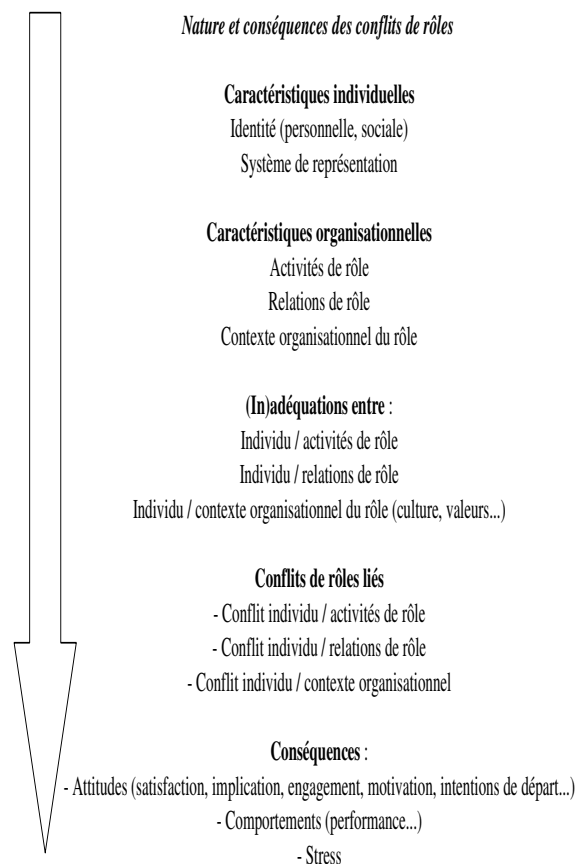 Nature et conséquences des conflits de rôles
Caractéristiques individuelles
Identité (personnelle, sociale)
Système de représentation
Caractéristiques organisationnelles
Activités de rôle
Relations de rôle
Contexte organisationnel du rôle
(In)adéquations entre :
Individu / activités de rôle
Individu / relations de rôle
Individu / contexte organisationnel du rôle (culture, valeurs...)
Conflits de rôles liés
- Conflit individu / activités de rôle
- Conflit individu / relations de rôle
- Conflit individu / contexte organisationnel
Conséquences :
- Attitudes (satisfaction, implication, engagement, motivation, intentions de départ...)
- Comportements (performance...)
- Stress